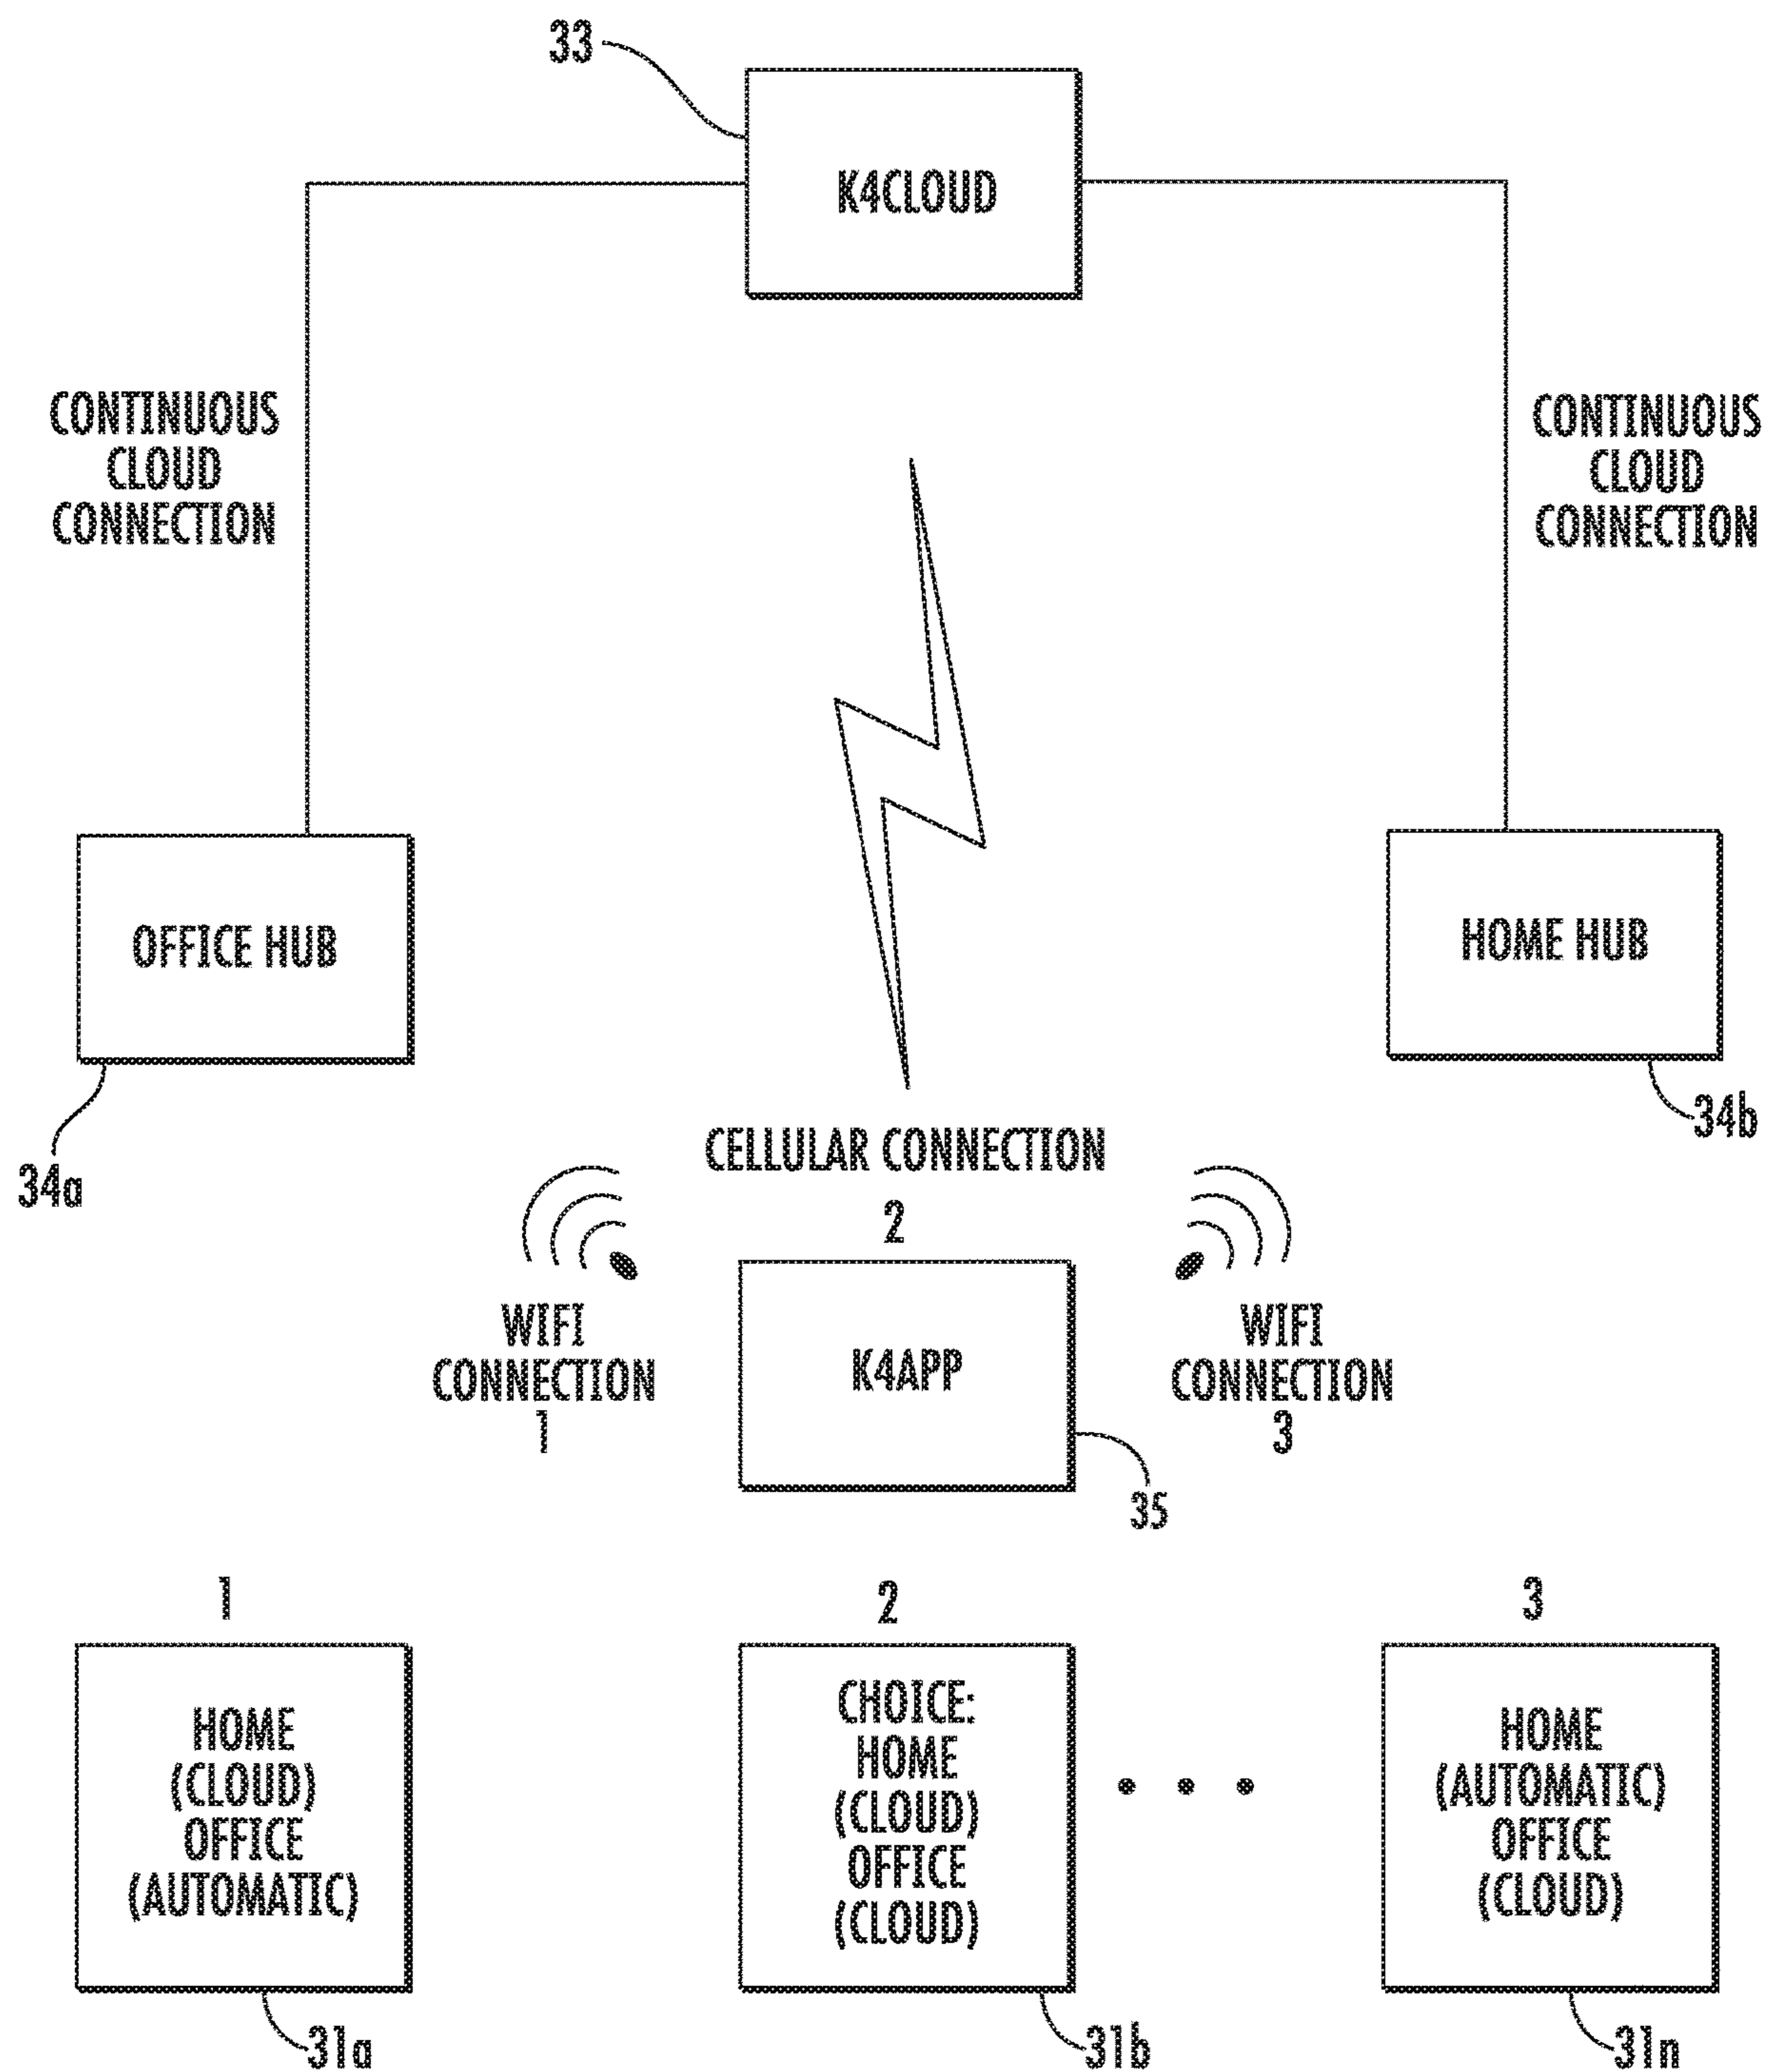 33
K4CLOUD
CONTINUOUS
CLOUD
CONNECTION
CONTINUOUS
CLOUD
CONNECTION
OFFICE HUB
HOME HUB
34a
34b
CELLULAR CONNECTION
2
WIFI
CONNECTION
1
K4APP
WIFI
CONNECTION
3
35
1
HOME
(CLOUD)
OFFICE
(AUTOMATIC)
31a
2
CHOICE:
HOME
(CLOUD)
OFFICE
(CLOUD)
31b
3
HOME
(AUTOMATIC)
OFFICE
(CLOUD)
31n